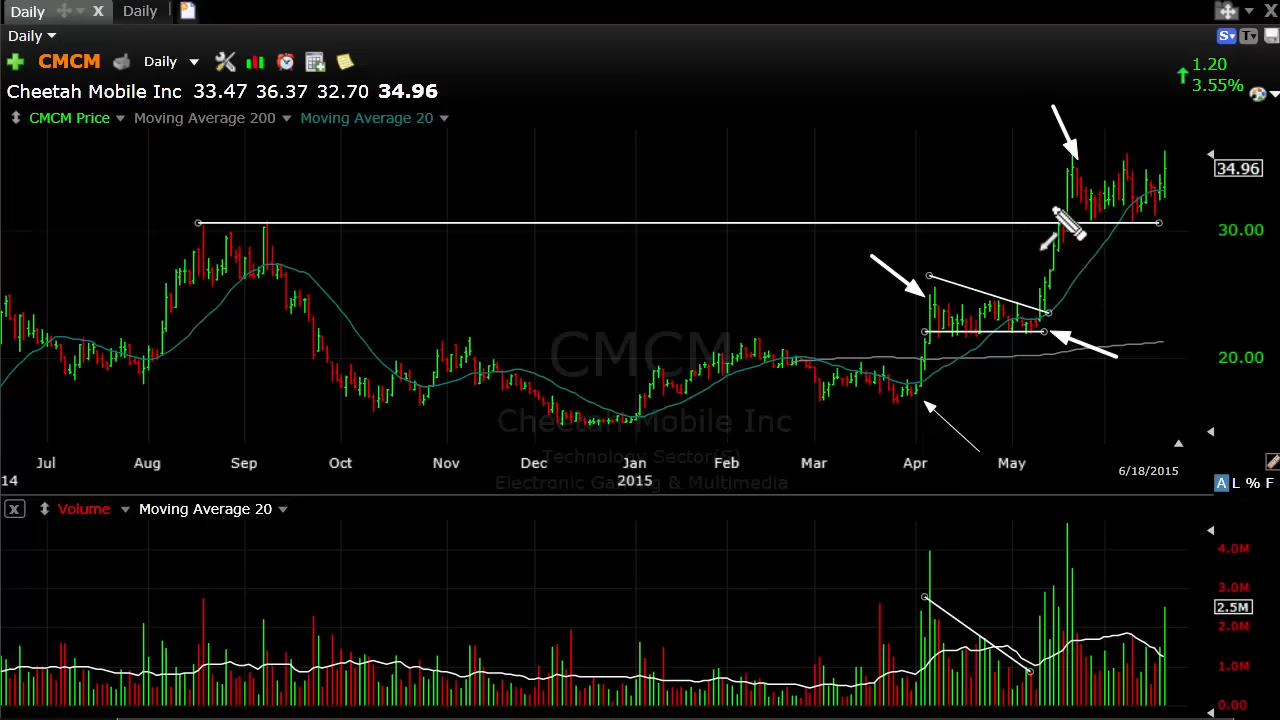 Daily X Daily X
Daily S T
CMCM Daily
Cheetah Mobile Inc 33.47 36.37 32.70 34.96
1.20
3.55%
CMCM Price Moving Average 200 Moving Average 20
34.96
30.00
20.00
CMCM
Cheetah Mobile Inc
Technology Sector(S)
Electronic Gaming & Multimedia
Jul Aug Sep Oct Nov Dec Jan Feb Mar Apr May
14 2015
6/18/2015
A L % F
X Volume Moving Average 20
4.0M
3.0M
2.5M
2.0M
1.0M
0.00